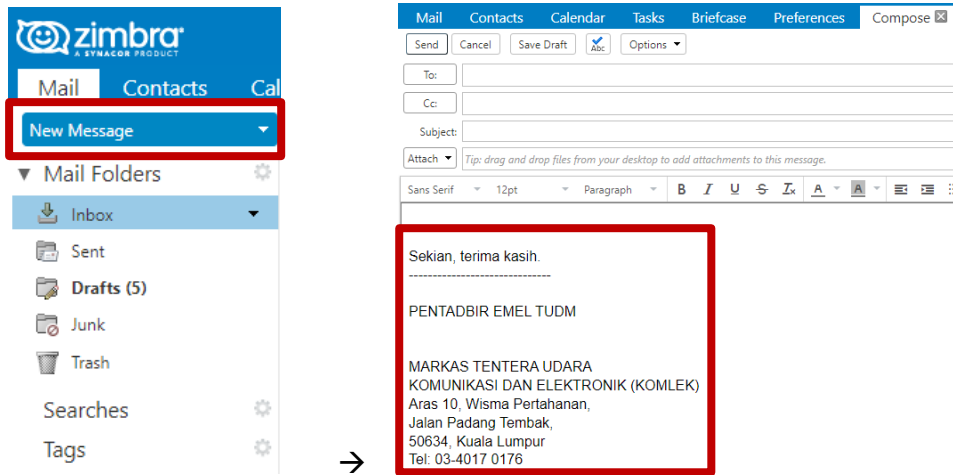 zimbra
A SYNACOR PRODUCT
Mail Contacts Cal
New Message
Mail Folders
Inbox
Sent
Drafts (5)
Junk
Trash
Searches
Tags
→
Mail Contacts Calendar Tasks Briefcase Preferences Compose
Send Cancel Save Draft Abc Options
To:
Cc:
Subject:
Attach Tip: drag and drop files from your desktop to add attachments to this message.
Sans Serif 12pt Paragraph B I U S Tx A A
Sekian, terima kasih.
------------------------------
PENTADBIR EMEL TUDM
MARKAS TENTERA UDARA
KOMUNIKASI DAN ELEKTRONIK (KOMLEK)
Aras 10, Wisma Pertahanan,
Jalan Padang Tembak,
50634, Kuala Lumpur
Tel: 03-4017 0176